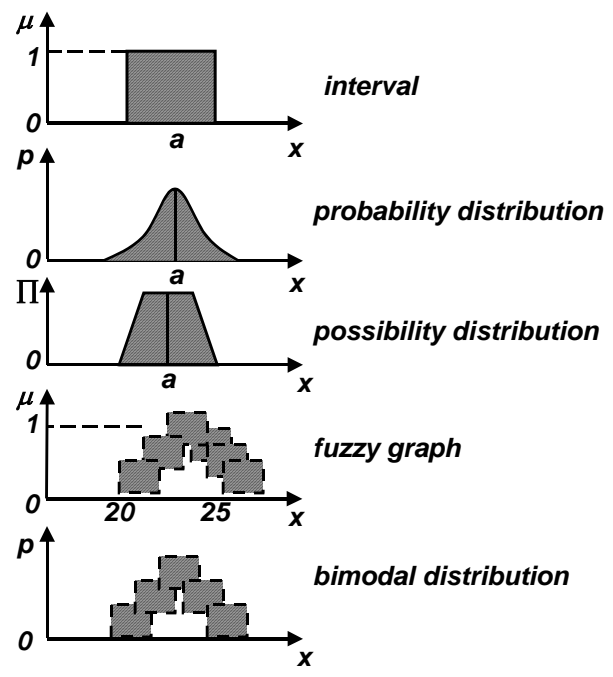 μ
1
interval
0
a
x
p
probability distribution
0
a
x
Π
possibility distribution
0
a
x
μ
1
fuzzy graph
0
20
25
x
p
bimodal distribution
0
x